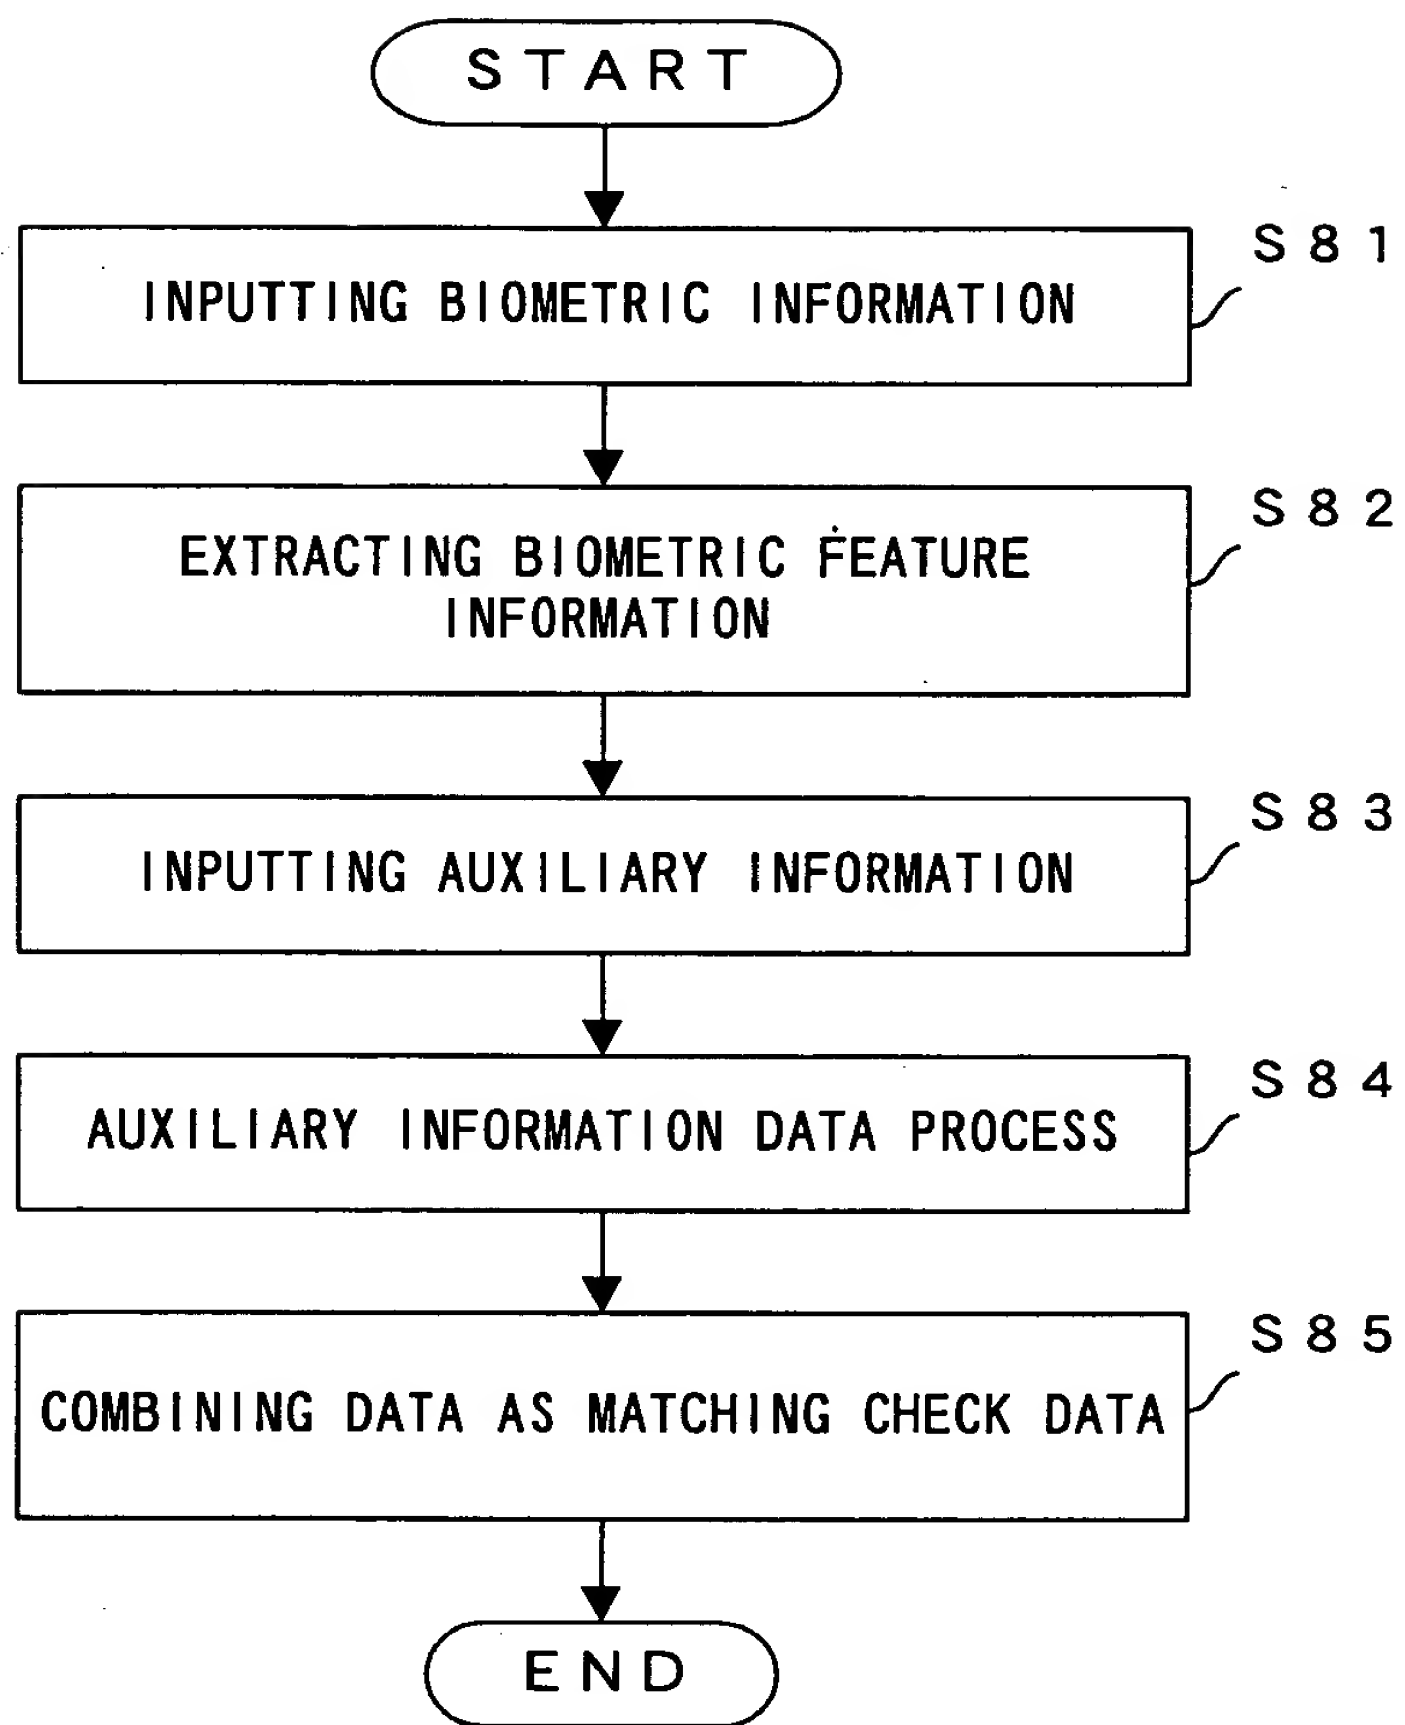 START
S81
INPUTTING BIOMETRIC INFORMATION
S82
EXTRACTING BIOMETRIC FEATURE
INFORMATION
S83
INPUTTING AUXILIARY INFORMATION
S84
AUXILIARY INFORMATION DATA PROCESS
S85
COMBINING DATA AS MATCHING CHECK DATA
END